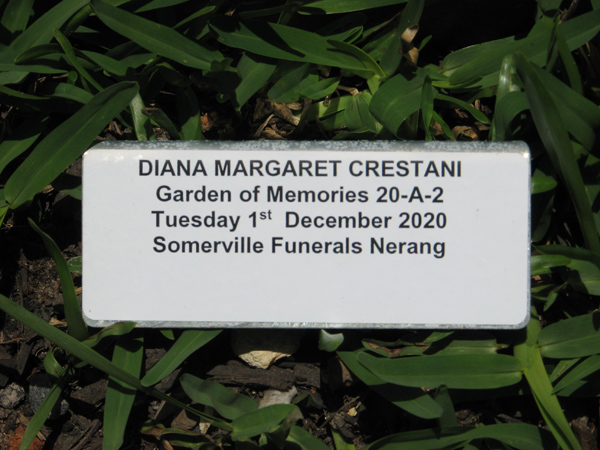 DIANA MARGARET CRESTANI
Garden of Memories 20-A-2
Tuesday 1st December 2020
Somerville Funerals Nerang